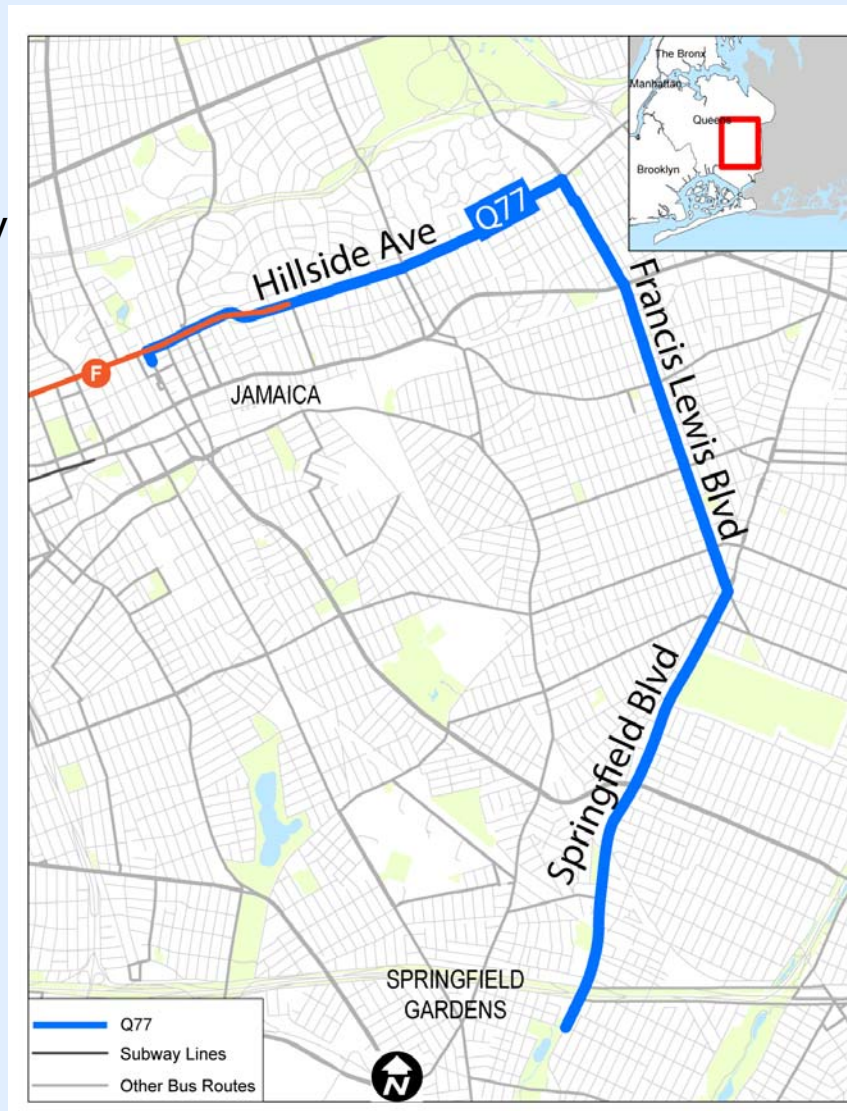 The Bronx
Manhattan
Queens
Brooklyn
Q77
Hillside Ave
Francis Lewis Blvd
F
JAMAICA
Springfield Blvd
SPRINGFIELD
GARDENS
Q77
Subway Lines
Other Bus Routes
N